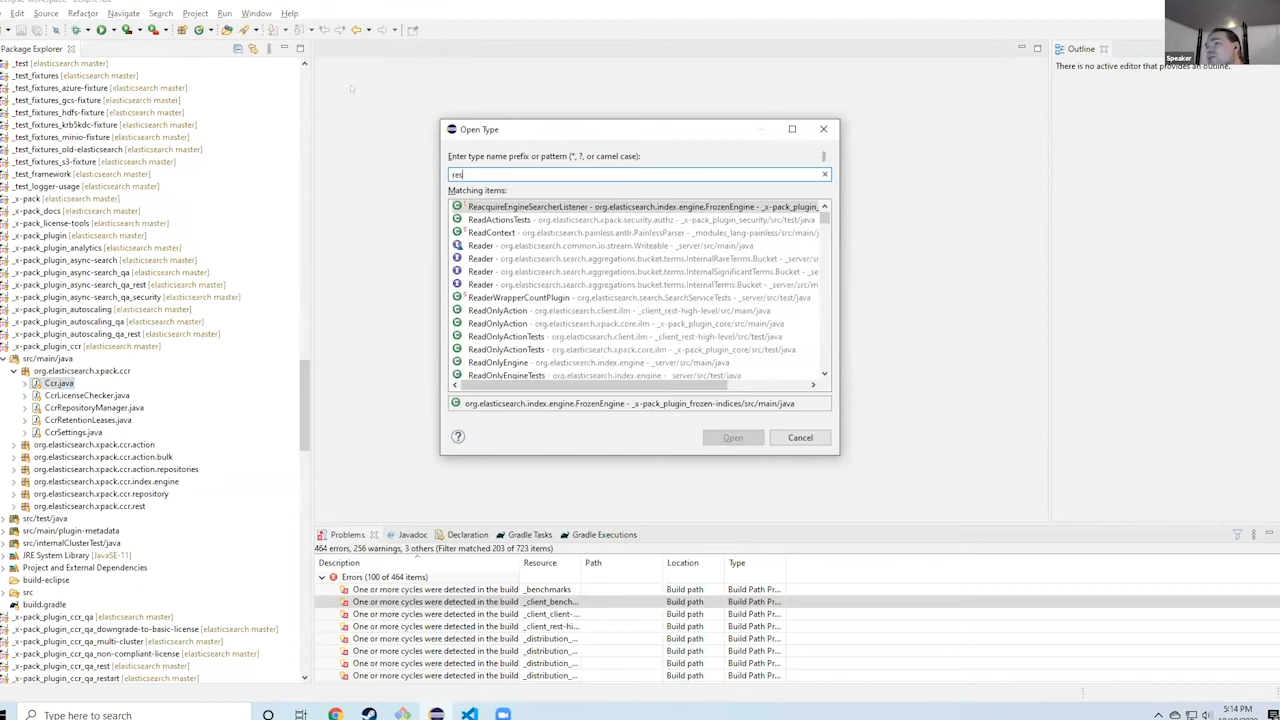 Edit Source Refactor Navigate Search Project Run Window Help
Package Explorer
_test [elasticsearch master]
_test_fixtures [elasticsearch master]
_test_fixtures_azure-fixture [elasticsearch master]
_test_fixtures_gcs-fixture [elasticsearch master]
_test_fixtures_hdfs-fixture [elasticsearch master]
_test_fixtures_krb5kdc-fixture [elasticsearch master]
_test_fixtures_minio-fixture [elasticsearch master]
_test_fixtures_old-elasticsearch [elasticsearch master]
_test_fixtures_s3-fixture [elasticsearch master]
_test_framework [elasticsearch master]
_test_logger-usage [elasticsearch master]
_x-pack [elasticsearch master]
_x-pack_docs [elasticsearch master]
_x-pack_license-tools [elasticsearch master]
_x-pack_plugin [elasticsearch master]
_x-pack_plugin_analytics [elasticsearch master]
_x-pack_plugin_async-search [elasticsearch master]
_x-pack_plugin_async-search_qa [elasticsearch master]
_x-pack_plugin_async-search_qa_rest [elasticsearch master]
_x-pack_plugin_async-search_qa_security [elasticsearch master]
_x-pack_plugin_autoscaling [elasticsearch master]
_x-pack_plugin_autoscaling_qa [elasticsearch master]
_x-pack_plugin_autoscaling_qa_rest [elasticsearch master]
_x-pack_plugin_ccr [elasticsearch master]
src/main/java
org.elasticsearch.xpack.ccr
Ccr.java
CcrLicenseChecker.java
CcrRepositoryManager.java
CcrRetentionLeases.java
CcrSettings.java
org.elasticsearch.xpack.ccr.action
org.elasticsearch.xpack.ccr.action.bulk
org.elasticsearch.xpack.ccr.action.repositories
org.elasticsearch.xpack.ccr.index.engine
org.elasticsearch.xpack.ccr.repository
org.elasticsearch.xpack.ccr.rest
src/test/java
src/main/plugin-metadata
src/internalClusterTest/java
JRE System Library [JavaSE-11]
Project and External Dependencies
build-eclipse
src
build.gradle
_x-pack_plugin_ccr_qa [elasticsearch master]
_x-pack_plugin_ccr_qa_downgrade-to-basic-license [elasticsearch master]
_x-pack_plugin_ccr_qa_multi-cluster [elasticsearch master]
_x-pack_plugin_ccr_qa_non-compliant-license [elasticsearch master]
_x-pack_plugin_ccr_qa_rest [elasticsearch master]
_x-pack_plugin_ccr_qa_restart [elasticsearch master]
Open Type
Enter type name prefix or pattern (*, ?, or camel case):
res
Matching items:
ReacquireEngineSearcherListener - org.elasticsearch.index.engine.FrozenEngine - _x-pack_plugin_
ReadActionsTests - org.elasticsearch.xpack.security.authz - _x-pack_plugin_security/src/test/java
ReadContext - org.elasticsearch.painless.antlr.PainlessParser - _modules_lang-painless/src/main/j
Reader - org.elasticsearch.common.io.stream.Writeable - _server/src/main/java
Reader - org.elasticsearch.search.aggregations.bucket.terms.InternalRareTerms.Bucket - _server/s
Reader - org.elasticsearch.search.aggregations.bucket.terms.InternalSignificantTerms.Bucket - _se
Reader - org.elasticsearch.search.aggregations.bucket.terms.InternalTerms.Bucket - _server/src/m
ReaderWrapperCountPlugin - org.elasticsearch.search.SearchServiceTests - _server/src/test/java
ReadOnlyAction - org.elasticsearch.client.ilm - _client_rest-high-level/src/main/java
ReadOnlyAction - org.elasticsearch.xpack.core.ilm - _x-pack_plugin_core/src/main/java
ReadOnlyActionTests - org.elasticsearch.client.ilm - _client_rest-high-level/src/test/java
ReadOnlyActionTests - org.elasticsearch.xpack.core.ilm - _x-pack_plugin_core/src/test/java
ReadOnlyEngine - org.elasticsearch.index.engine - _server/src/main/java
ReadOnlyEngineTests - org.elasticsearch.index.engine - _server/src/test/java
org.elasticsearch.index.engine.FrozenEngine - _x-pack_plugin_frozen-indices/src/main/java
Open Cancel
Outline
There is no active editor that provides an outline.
Speaker
Problems Javadoc Declaration Gradle Tasks Gradle Executions
464 errors, 256 warnings, 3 others (Filter matched 203 of 723 items)
Description Resource Path Location Type
Errors (100 of 464 items)
One or more cycles were detected in the build _benchmarks Build path Build Path Pr...
One or more cycles were detected in the build _client_bench... Build path Build Path Pr...
One or more cycles were detected in the build _client_client-... Build path Build Path Pr...
One or more cycles were detected in the build _client_rest-hi... Build path Build Path Pr...
One or more cycles were detected in the build _distribution_... Build path Build Path Pr...
One or more cycles were detected in the build _distribution_... Build path Build Path Pr...
One or more cycles were detected in the build _distribution_... Build path Build Path Pr...
One or more cycles were detected in the build _distribution_... Build path Build Path Pr...
Type here to search
5:14 PM